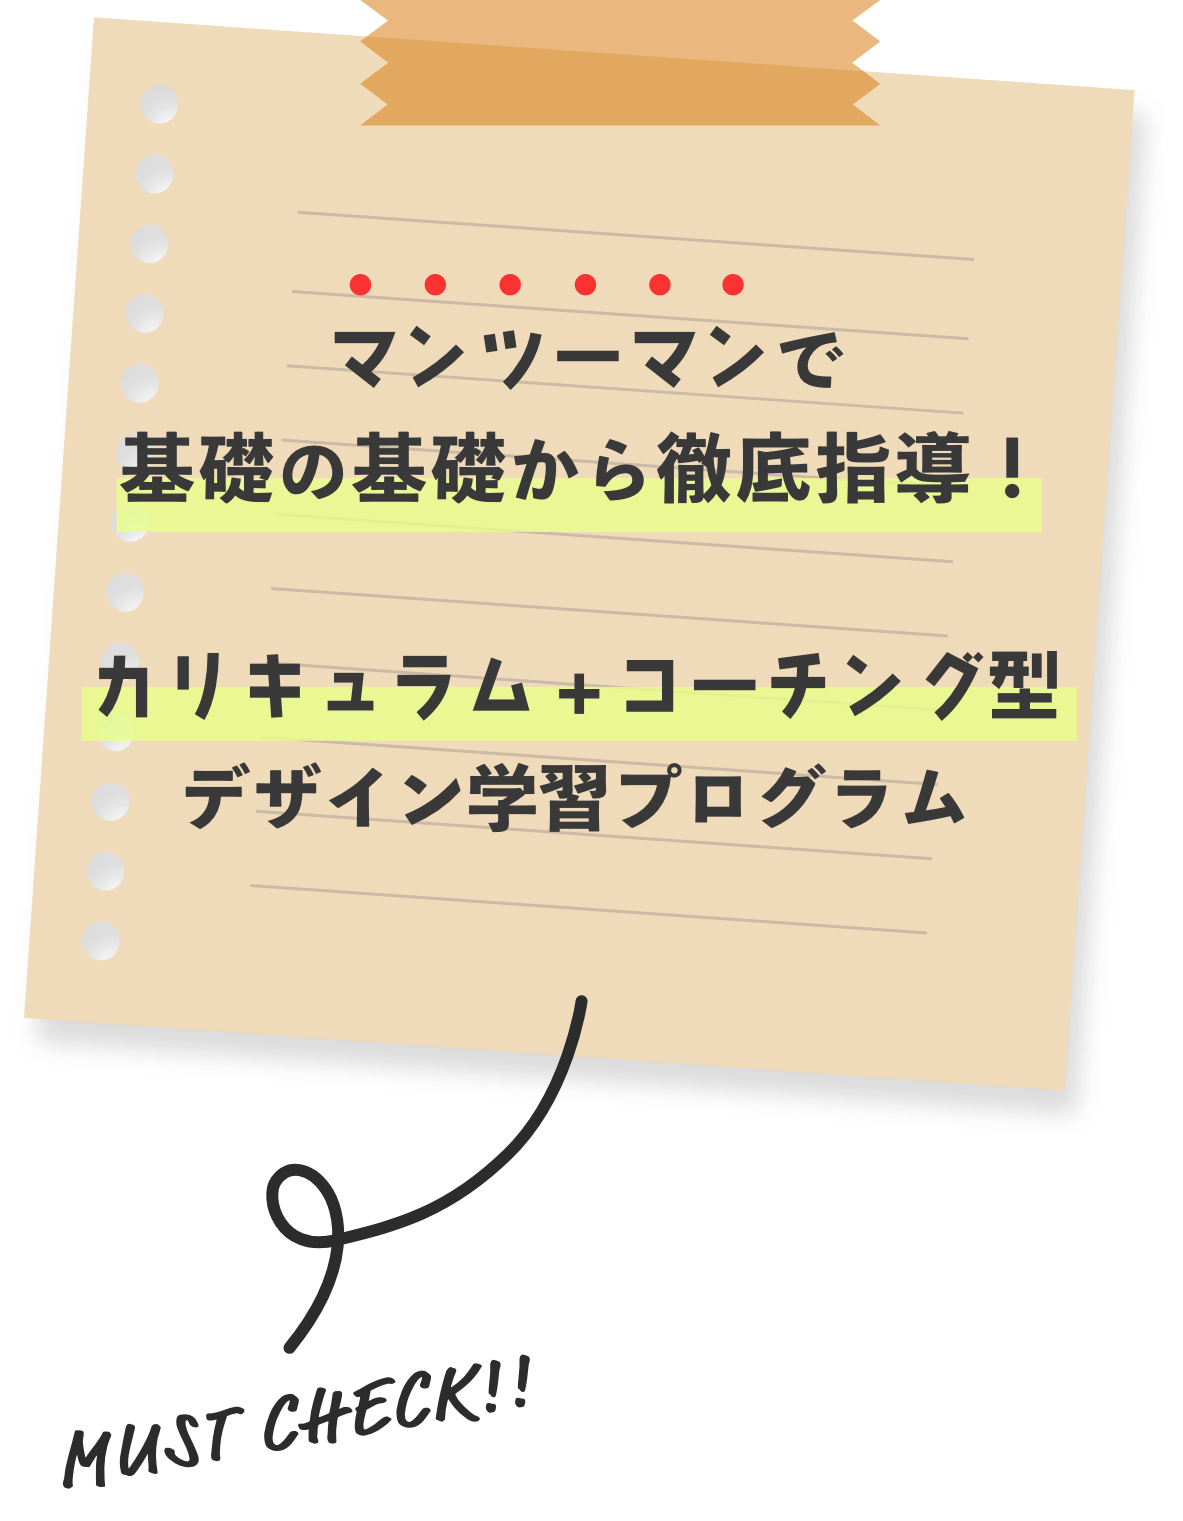 マンツーマンで
基礎の基礎から徹底指導！
カリキュラム+コーチング型
デザイン学習プログラム
MUST CHECK!!